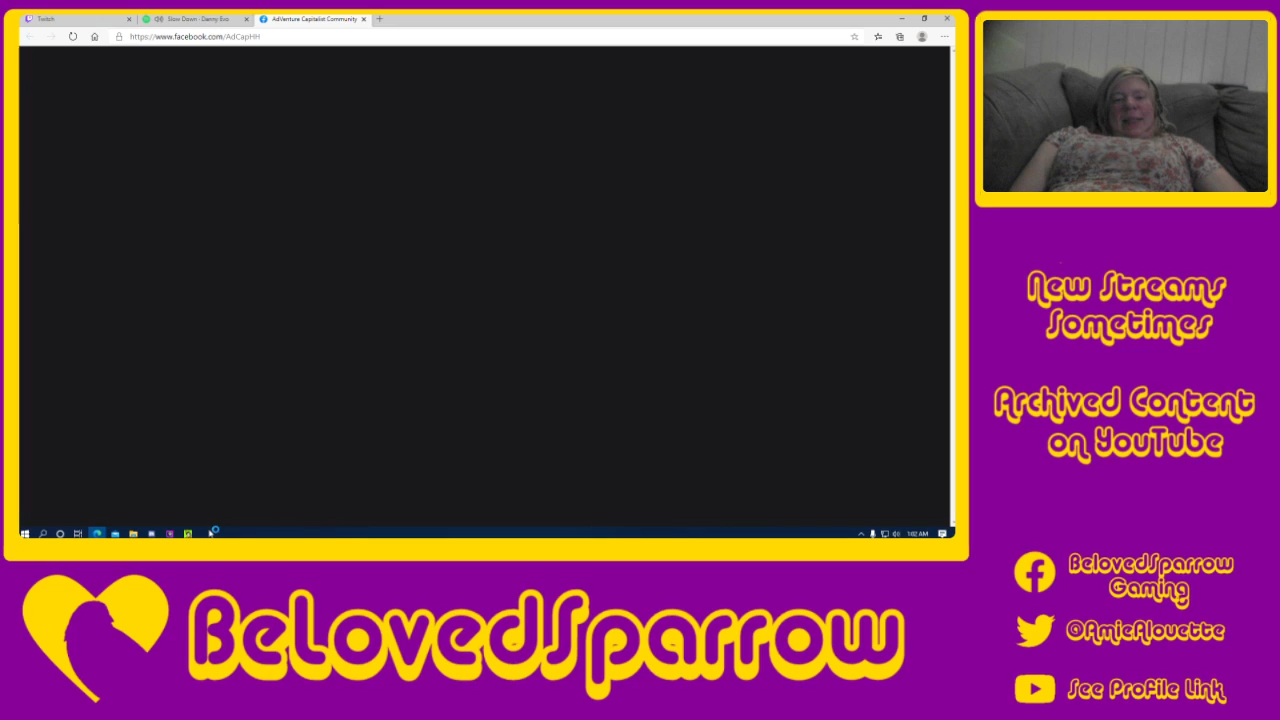 Twitch
Slow Down - Danny Evo
AdVenture Capitalist Community
https://www.facebook.com/AdCapHH
1:02 AM
New Streams
Sometimes
Archived Content
on YouTube
BelovedSparrow
Gaming
@AmieAlouette
See Profile Link
BelovedSparrow